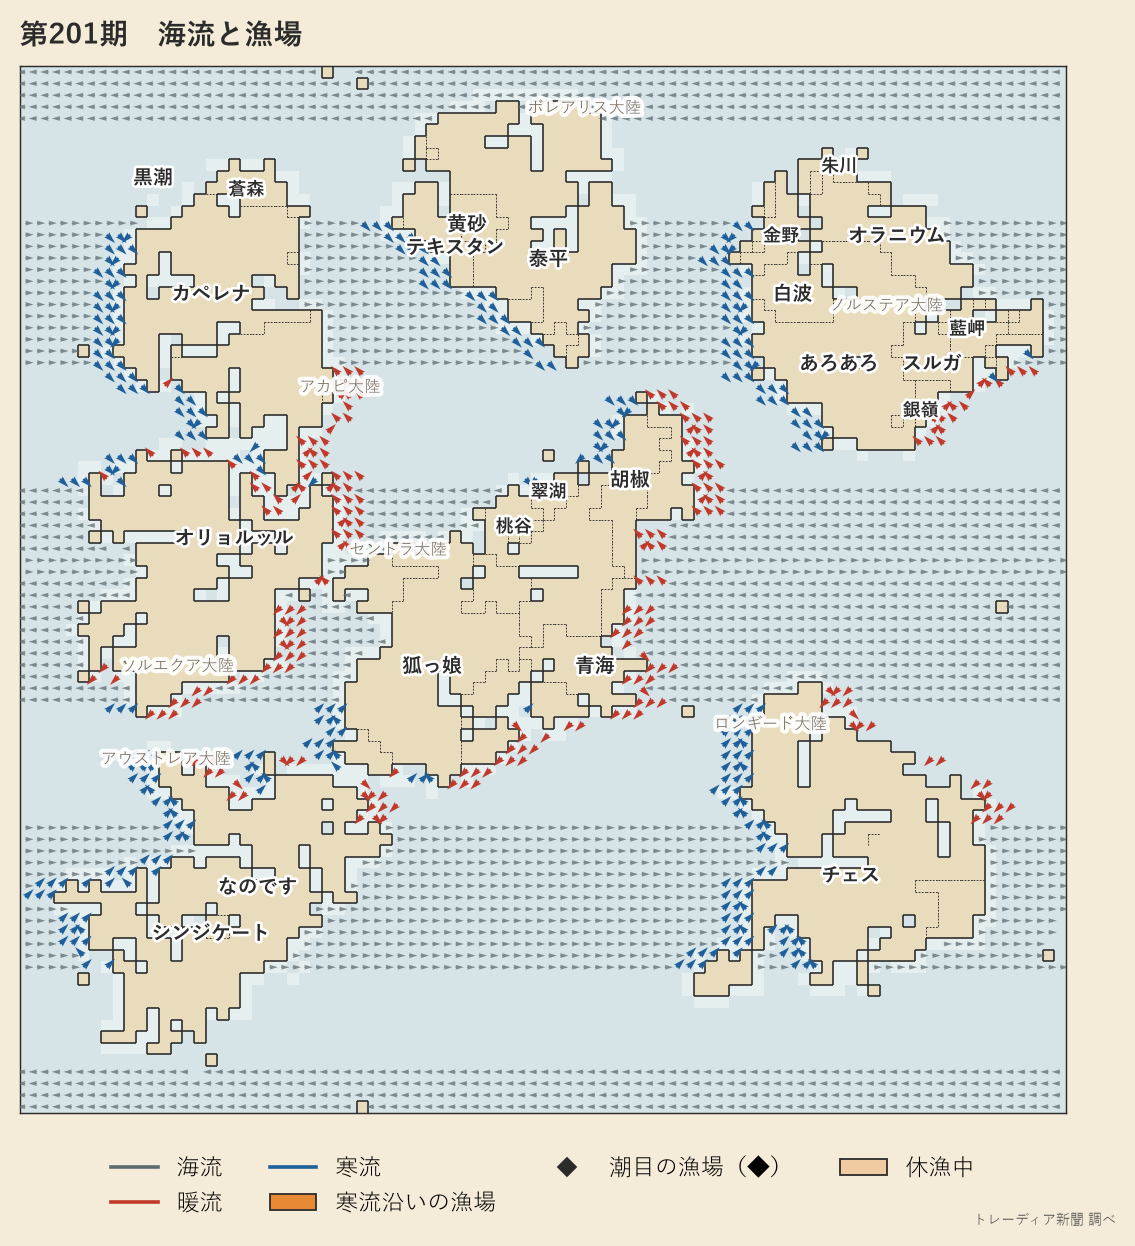 第201期　海流と漁場
ボレアリス大陸
朱川
黒潮
蒼森
黄砂
テキスタン
泰平
金野
オラニウム
カペレナ
白波
ノルステア大陸
藍岬
あろあろ
スルガ
アカピ大陸
銀嶺
胡椒
翠湖
桃谷
オリョルッル
セントラ大陸
ソルエクア大陸
狐っ娘
青海
ロンギード大陸
アウストレア大陸
チェス
なのです
シンジケート
海流
寒流
潮目の漁場（◆）
休漁中
暖流
寒流沿いの漁場
トレーディア新聞 調べ